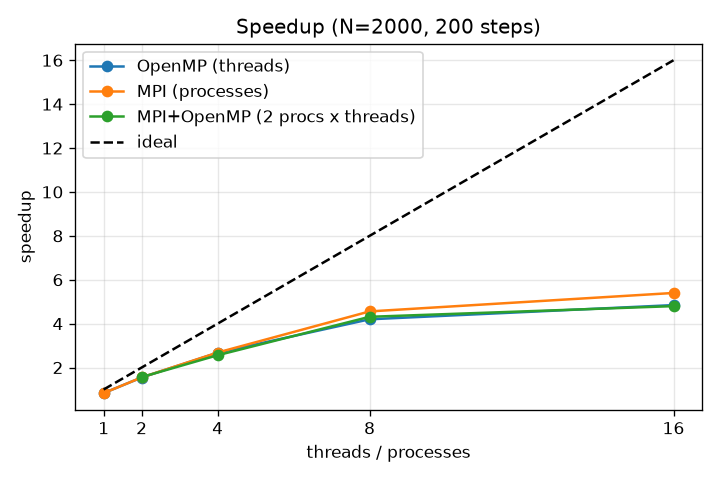 Speedup (N=2000, 200 steps)
OpenMP (threads)
MPI (processes)
MPI+OpenMP (2 procs x threads)
ideal
speedup
16
14
12
10
8
6
4
2
1 2 4 8 16
threads / processes